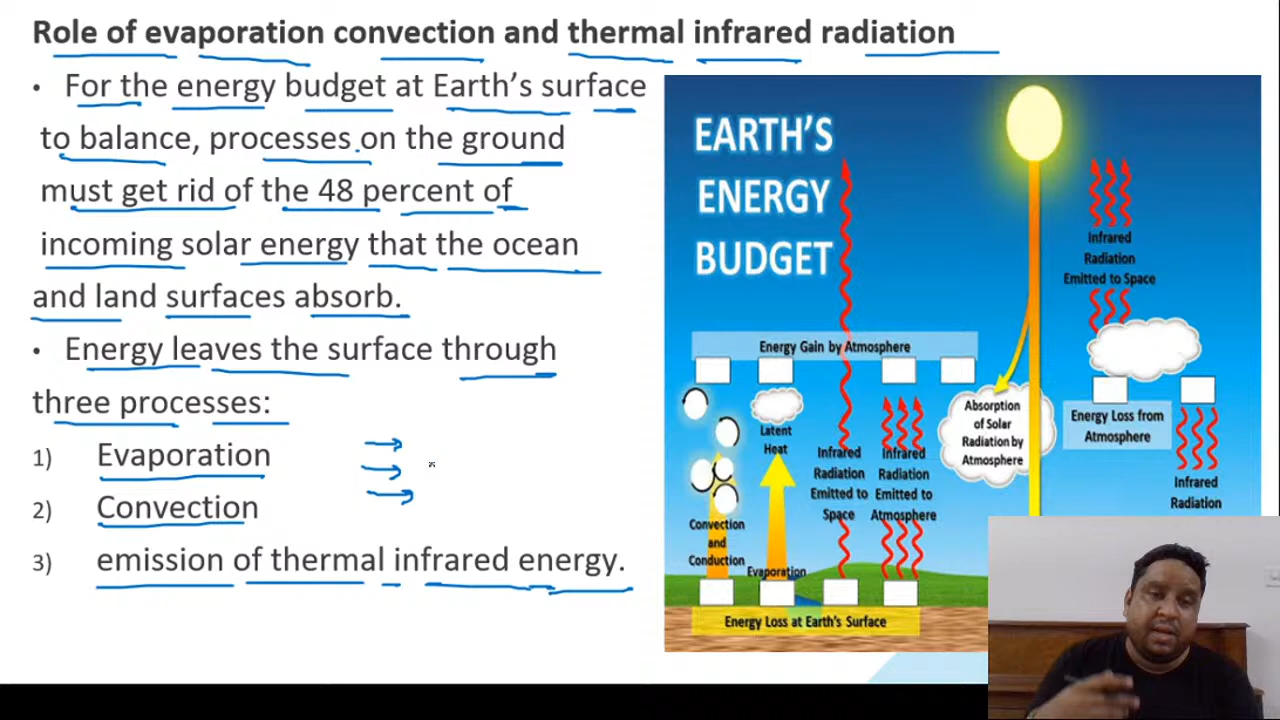 Role of evaporation convection and thermal infrared radiation
• For the energy budget at Earth's surface
to balance, processes on the ground
must get rid of the 48 percent of
incoming solar energy that the ocean
and land surfaces absorb.
• Energy leaves the surface through
three processes:
1) Evaporation
2) Convection
3) emission of thermal infrared energy.
EARTH'S
ENERGY
BUDGET
Energy Gain by Atmosphere
Latent
Heat
Convection
and
Conduction
Evaporation
Infrared
Radiation
Emitted to
Space
Infrared
Radiation
Emitted to
Atmosphere
Energy Loss at Earth's Surface
Absorption
of Solar
Radiation by
Atmosphere
Infrared
Radiation
Emitted to Space
Energy Loss from
Atmosphere
Infrared
Radiation